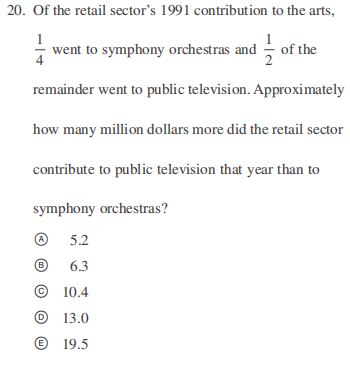 20. Of the retail sector's 1991 contribution to the arts,
1/4 went to symphony orchestras and 1/2 of the
remainder went to public television. Approximately
how many million dollars more did the retail sector
contribute to public television that year than to
symphony orchestras?
A 5.2
B 6.3
C 10.4
D 13.0
E 19.5